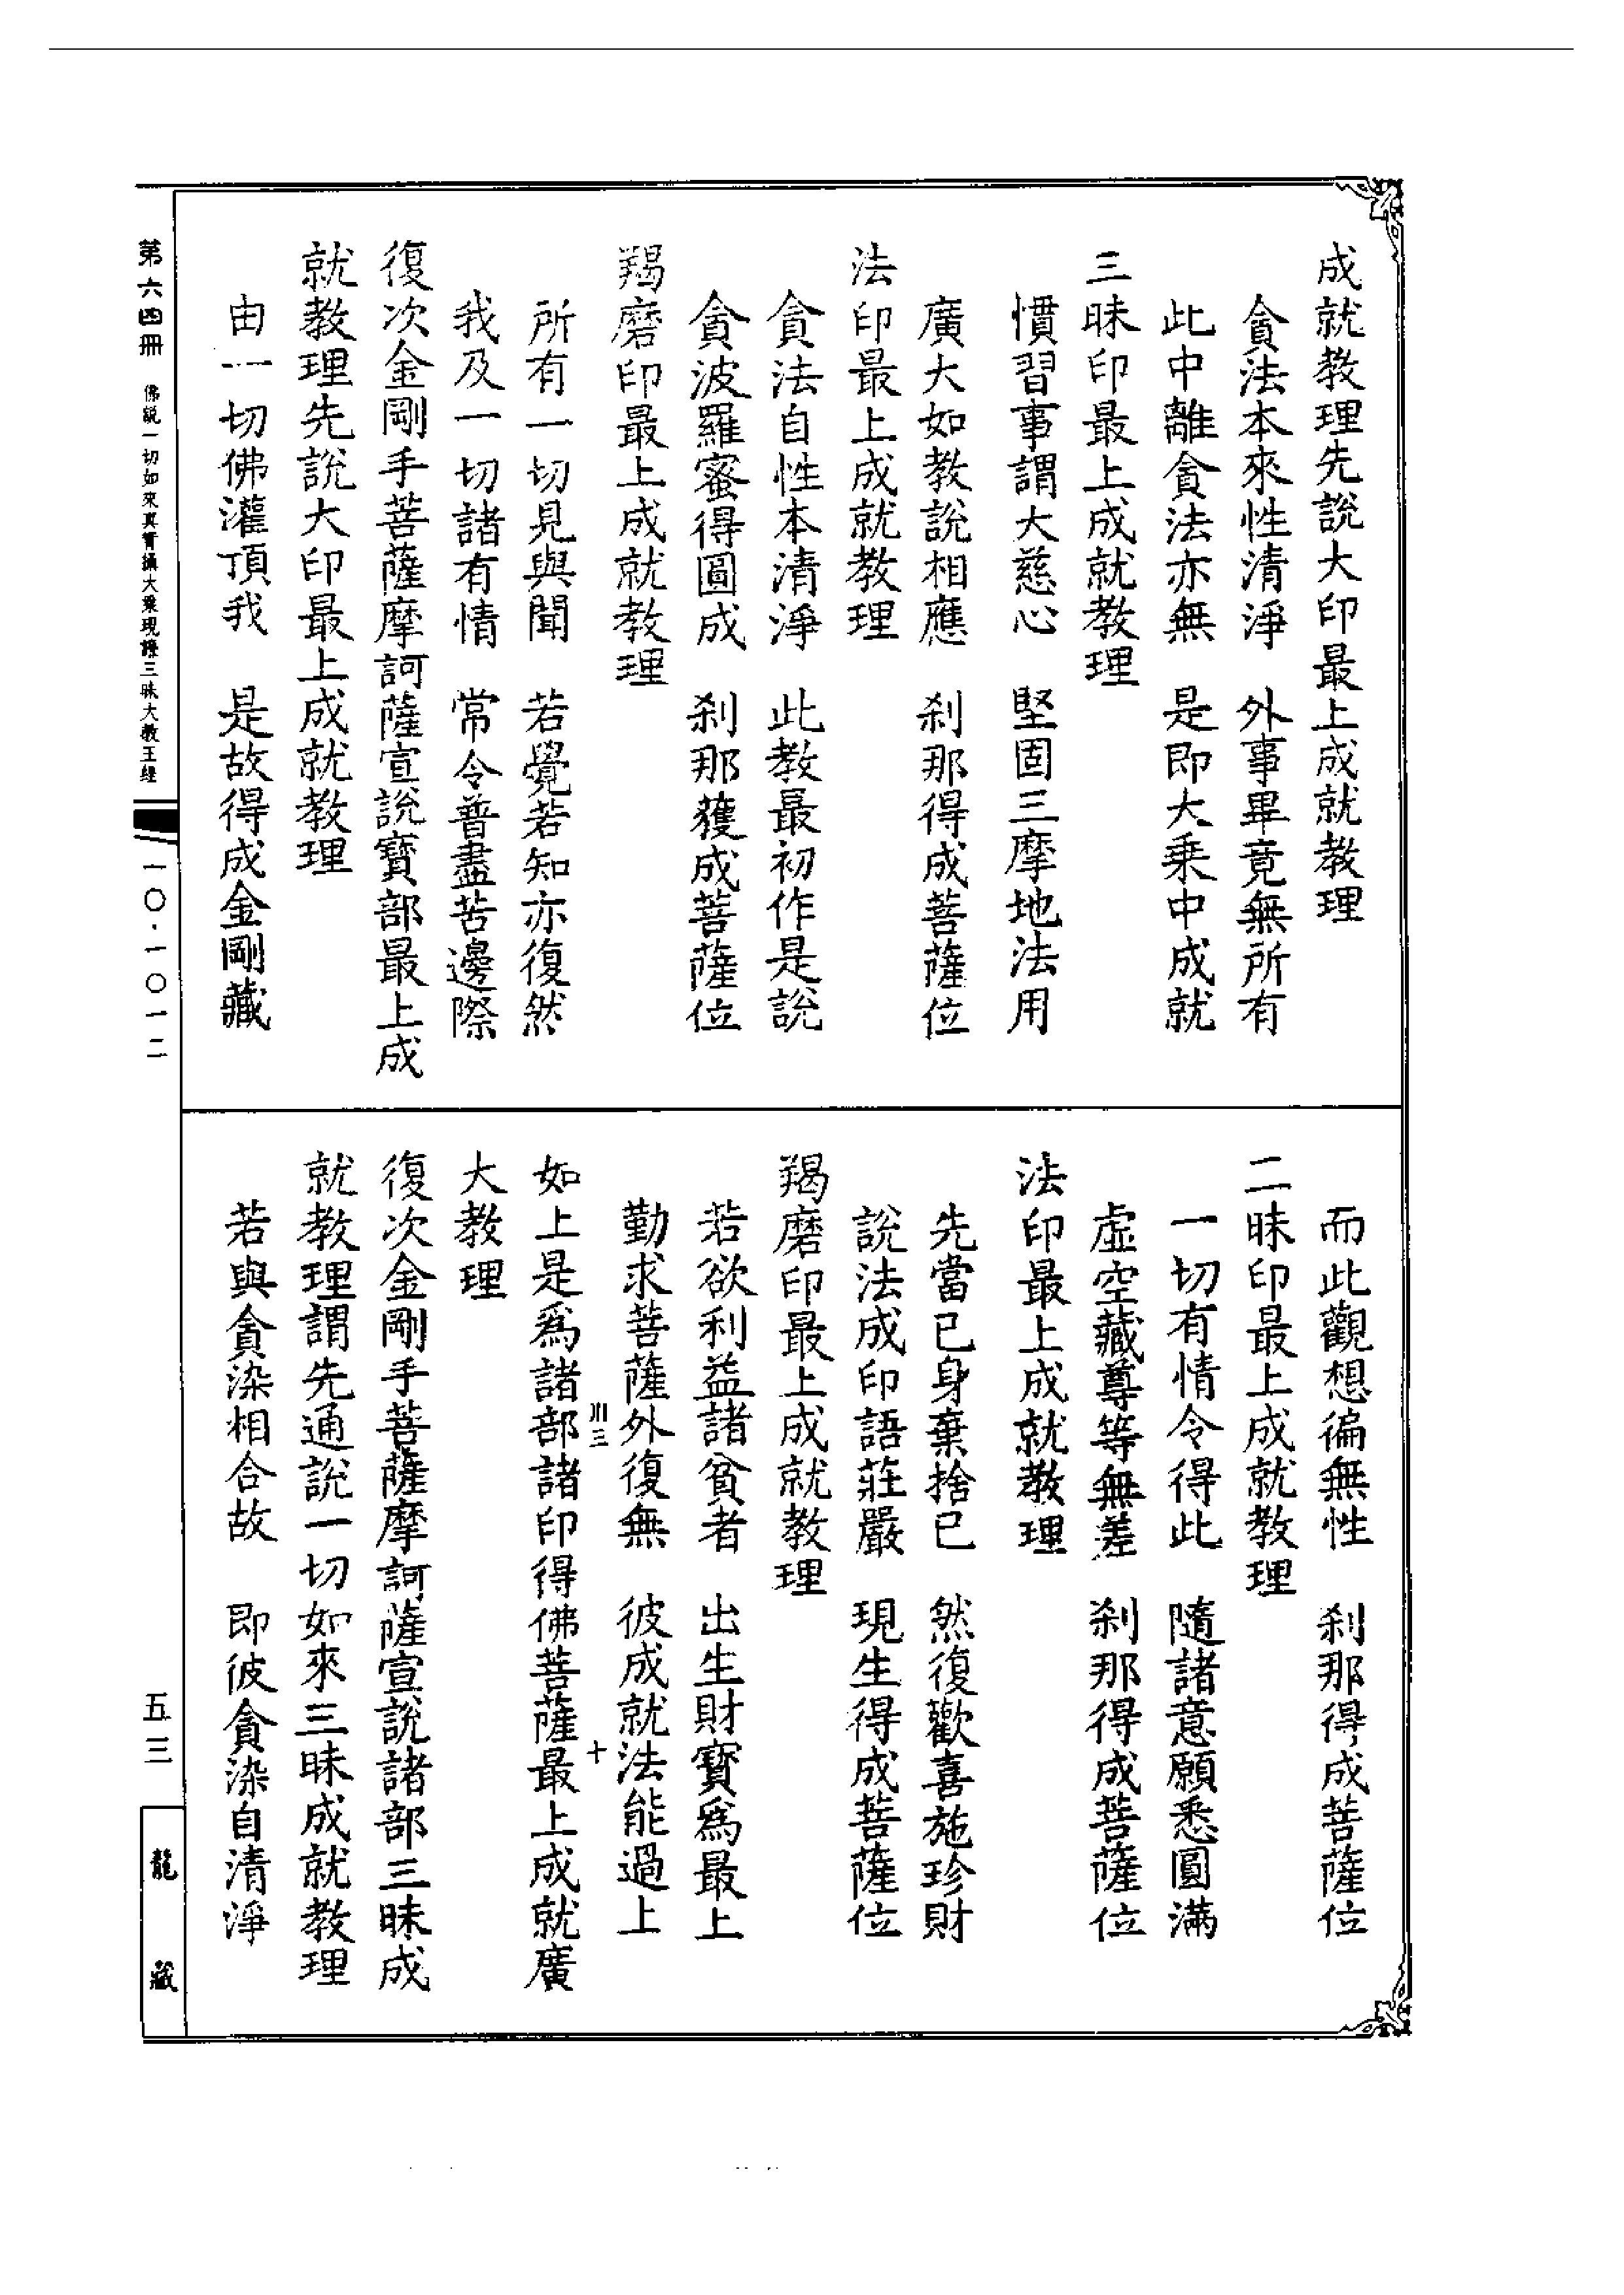 成就教理先說大印最上成就教理
貪法本來性清淨　外事畢竟無所有
此中離貪法亦無　是即大乘中成就
三昧印最上成就教理
慣習事謂大慈心　堅固三摩地法用
廣大如教說相應　刹那得成菩薩位
法印最上成就教理
貪法自性本清淨　此教最初作是說
貪波羅蜜得圓成　刹那獲成菩薩位
羯磨印最上成就教理
所有一切見與聞　若覺若知亦復然
我及一切諸有情　常令普盡苦邊際
復次金剛手菩薩摩訶薩宣說寶部最上成
就教理先說大印最上成就教理
由一切佛灌頂我　是故得成金剛藏
而此觀想徧無性　刹那得成菩薩位
二昧印最上成就教理
一切有情令得此　隨諸意願悉圓滿
虛空藏尊等無差　刹那得成菩薩位
法印最上成就教理
先當已身棄捨已　然復歡喜施珍財
說法成印語莊嚴　現生得成菩薩位
羯磨印最上成就教理
若欲利益諸貧者　出生財寶爲最上
勤求菩薩外復無　彼成就法能過上
川三　十
如上是爲諸部諸印得佛菩薩最上成就廣
大教理
復次金剛手菩薩摩訶薩宣說諸部三昧成
就教理謂先通說一切如來三昧成就教理
若與貪染相合故　即彼貪染自清淨
第六四冊　佛說一切如來真實攝大乘現證三昧大教王經
一〇·一〇一二
五三
龍藏